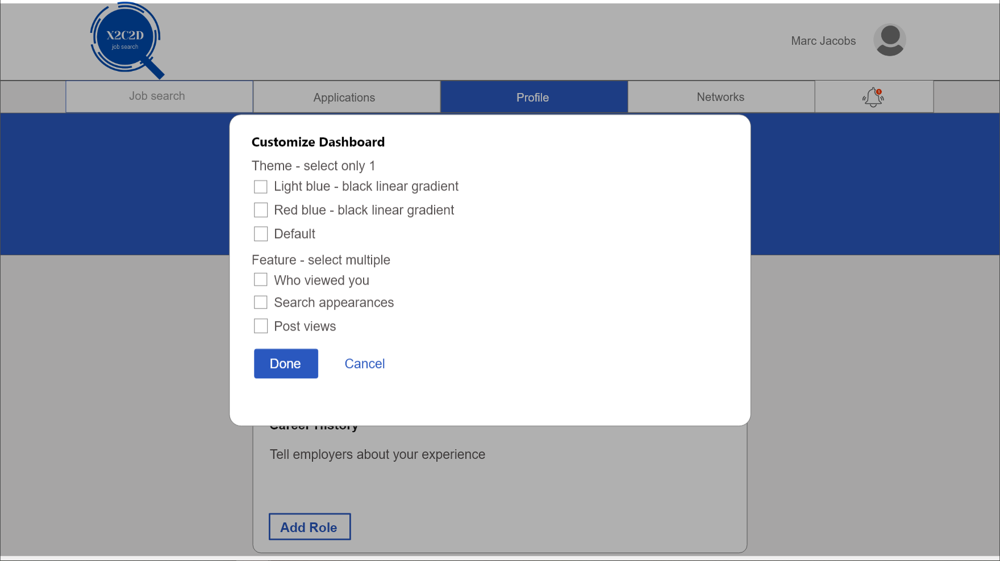 X2C2D
job search
Marc Jacobs
Job search
Applications
Profile
Networks
1
Customize Dashboard
Theme - select only 1
Light blue - black linear gradient
Red blue - black linear gradient
Default
Feature - select multiple
Who viewed you
Search appearances
Post views
Done
Cancel
Career History
Tell employers about your experience
Add Role